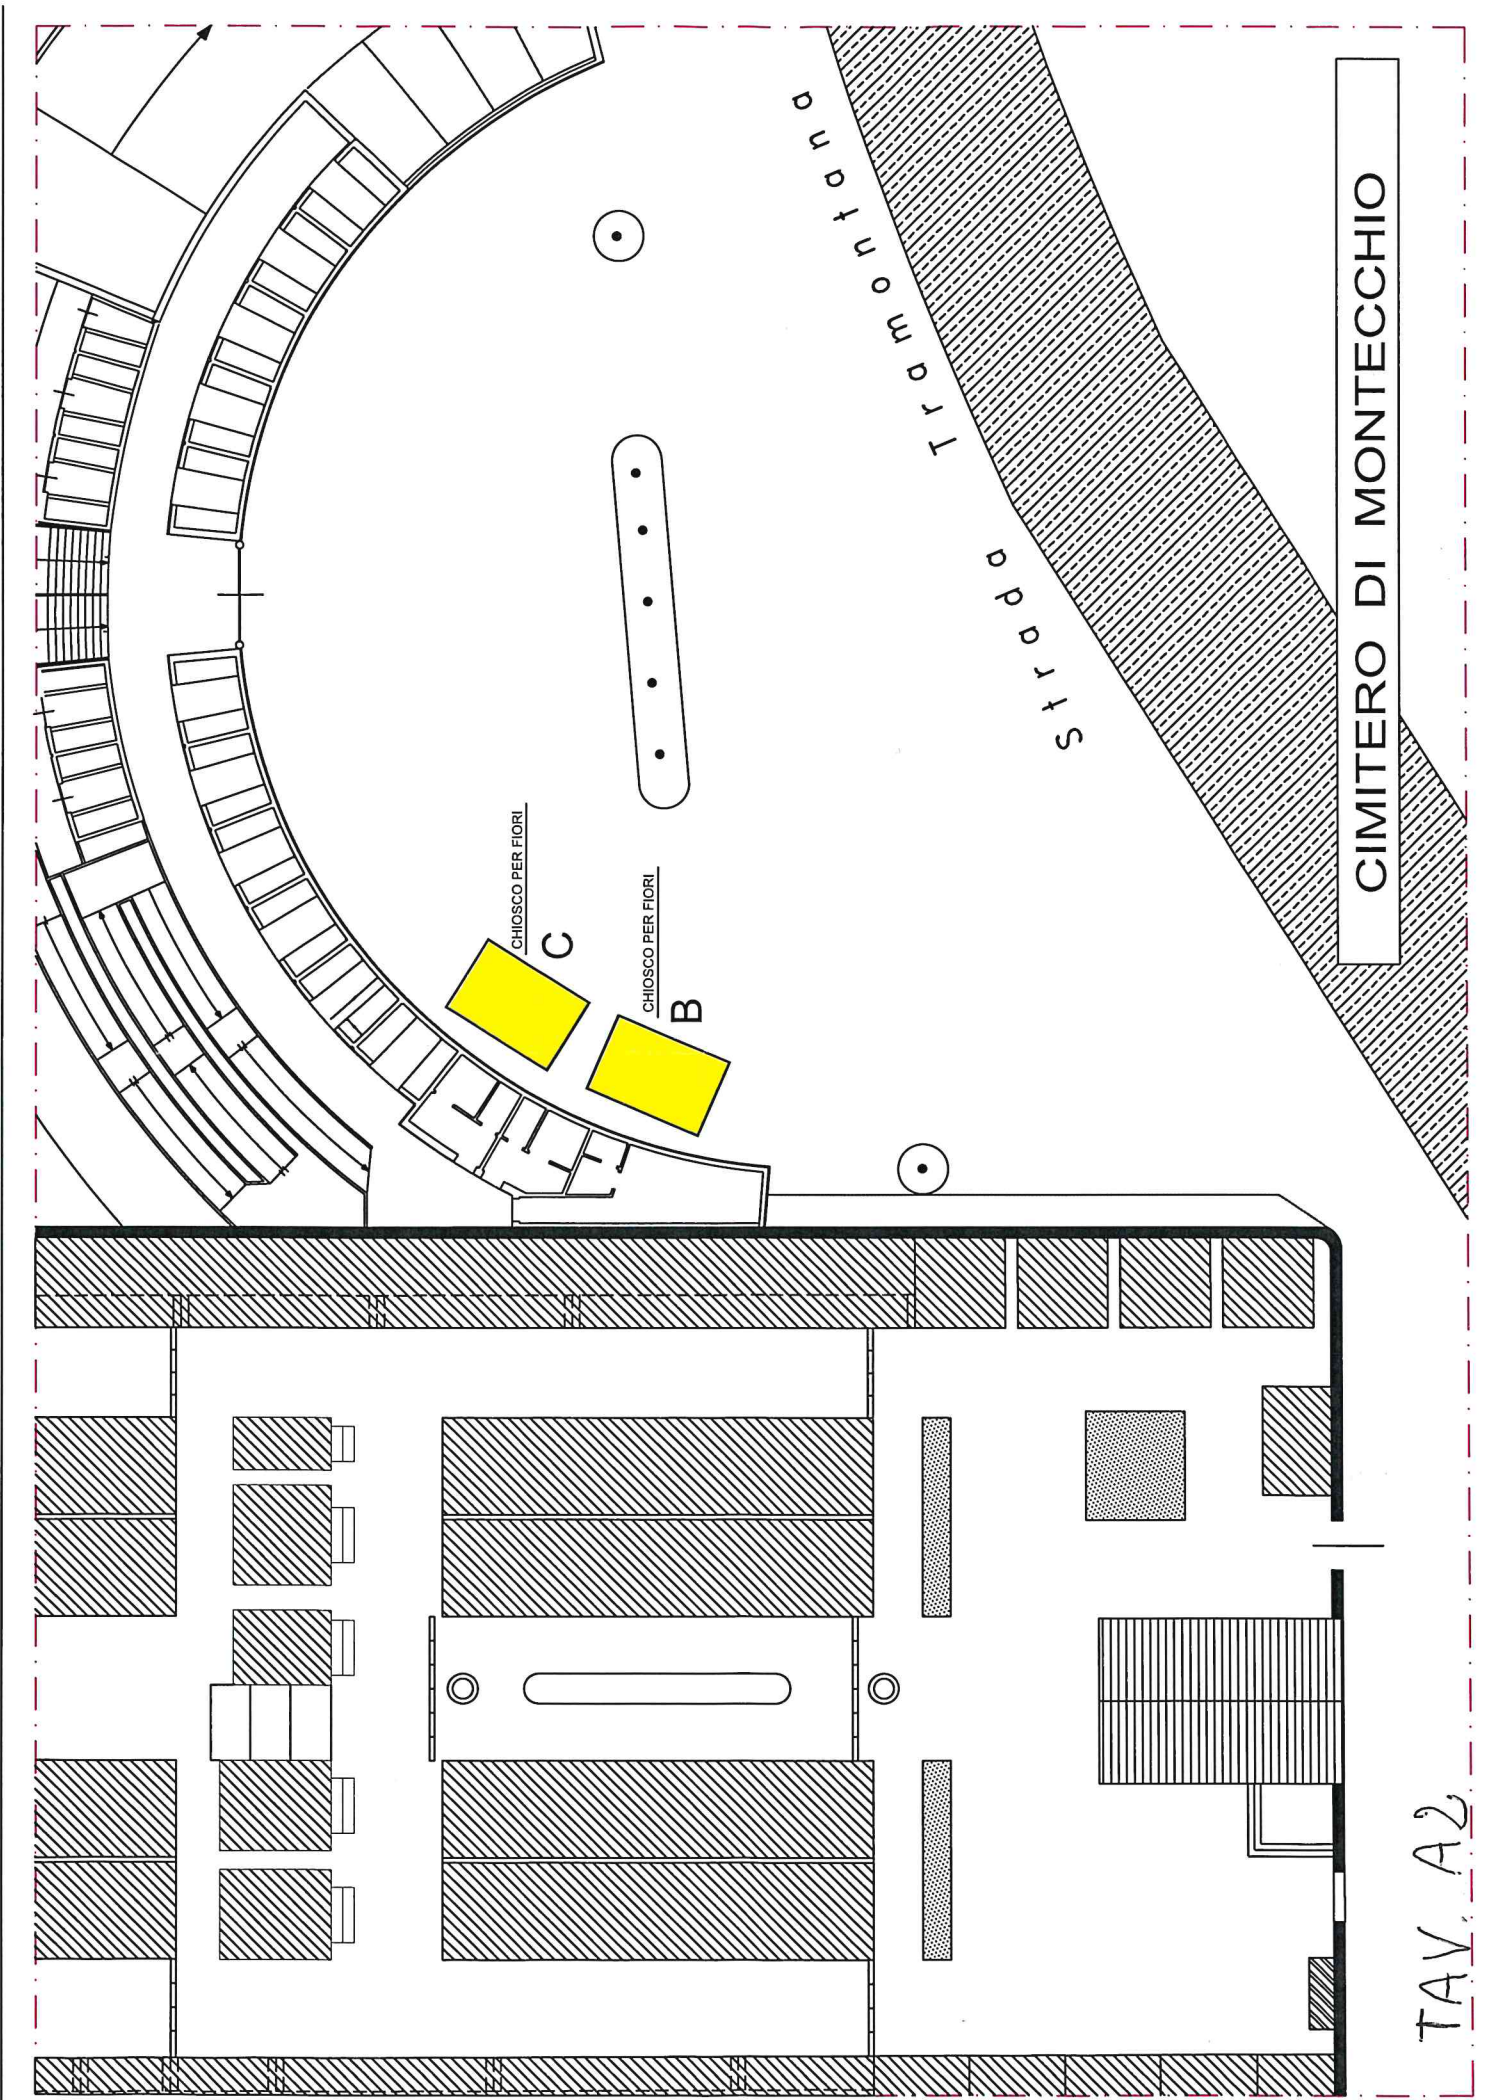 CIMITERO DI MONTECCHIO
Strada Tramontana
CHIOSCO PER FIORI
C
CHIOSCO PER FIORI
B
TAV. A2